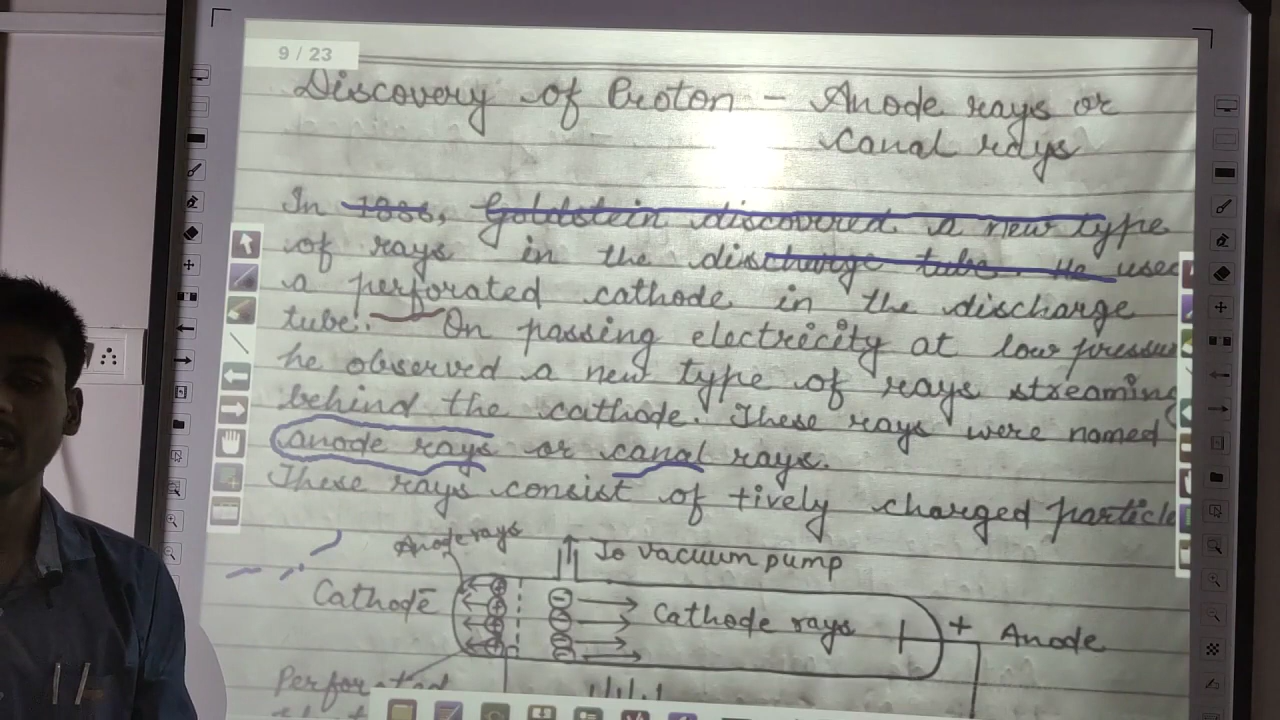 9 / 23
Discovery of Proton - Anode rays or
Canal rays
In 1886, Goldstein discovered a new type
of rays in the discharge tube. He used
a perforated cathode in the discharge
tube. On passing electricity at low pressu
he observed a new type of rays streaming
behind the cathode. These rays were named
anode rays or canal rays.
These rays consist of +ively charged particle
Anode rays
To vacuum pump
Cathode
Cathode rays
+ Anode
Perforated